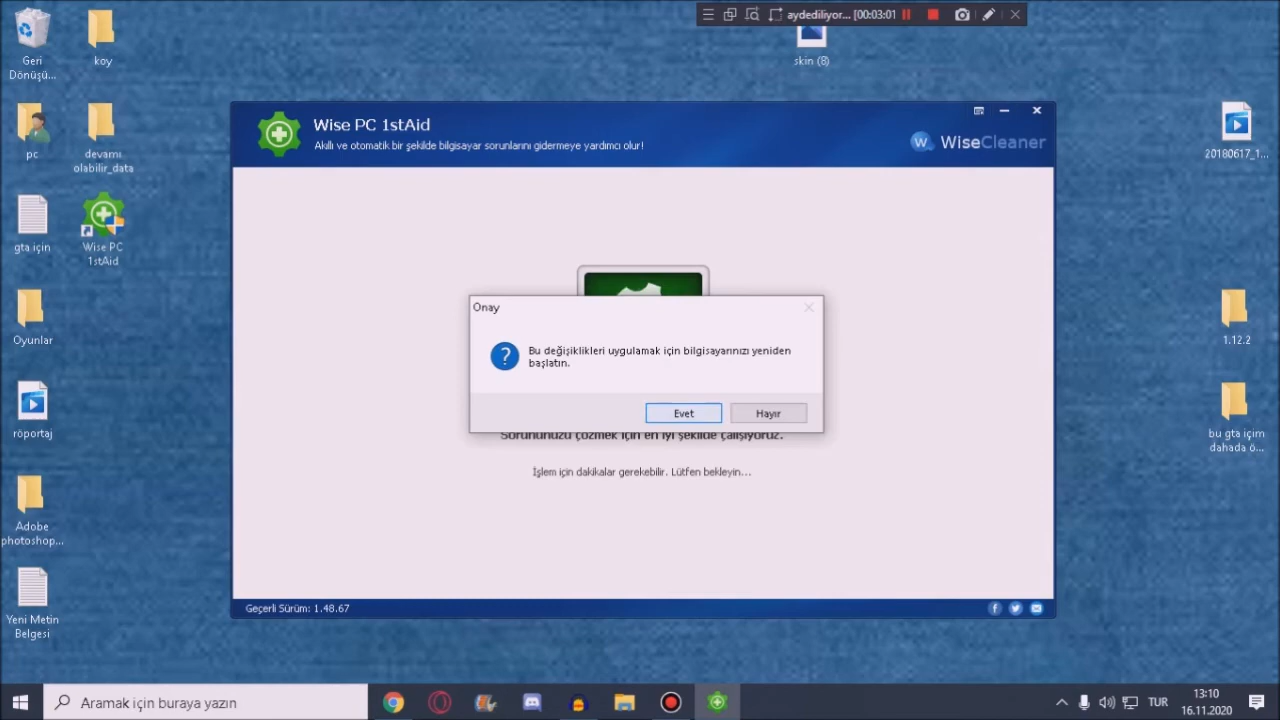 aydediliyor... [00:03:01
Geri
Dönüşü...
koy
skin (8)
pc
devamı
olabilir_data
20180617_1...
gta için
Wise PC
1stAid
Oyunlar
1.12.2
röportaj
bu gta içim
dahada ö...
Adobe
photoshop...
Yeni Metin
Belgesi
Wise PC 1stAid
Akıllı ve otomatik bir şekilde bilgisayar sorunlarını gidermeye yardımcı olur!
W WiseCleaner
Onay
?
Bu değişiklikleri uygulamak için bilgisayarınızı yeniden
başlatın.
Evet
Hayır
Sorununuzu çözmek için en iyi şekilde çalışıyoruz.
İşlem için dakikalar gerekebilir. Lütfen bekleyin...
Geçerli Sürüm: 1.48.67
Aramak için buraya yazın
TUR
13:10
16.11.2020